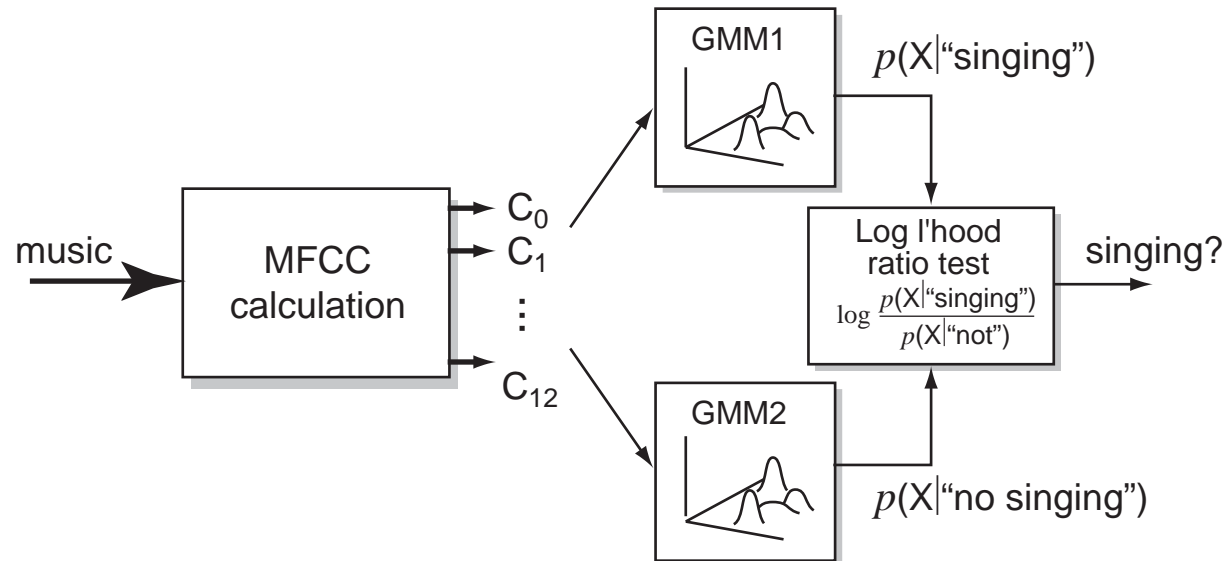 music
MFCC
calculation
C0
C1
⋮
C12
GMM1
p(X|“singing”)
GMM2
p(X|“no singing”)
Log l'hood
ratio test
log p(X|“singing”)
p(X|“not”)
singing?